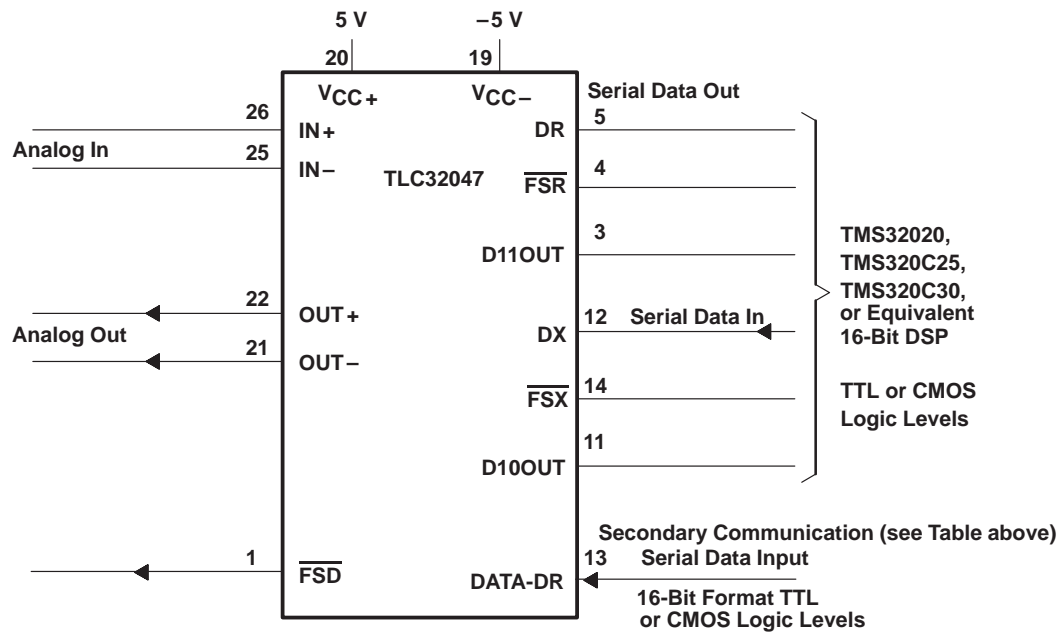 5 V
–5 V
20
19
VCC+
VCC–
Serial Data Out
26
IN+
DR
5
Analog In
25
IN–
TLC32047
FSR
4
D11OUT
3
TMS32020,
TMS320C25,
TMS320C30,
or Equivalent
16-Bit DSP
22
OUT+
12
Serial Data In
DX
Analog Out
21
OUT–
FSX
14
TTL or CMOS
Logic Levels
11
D10OUT
Secondary Communication (see Table above)
1
FSD
13
Serial Data Input
DATA-DR
16-Bit Format TTL
or CMOS Logic Levels